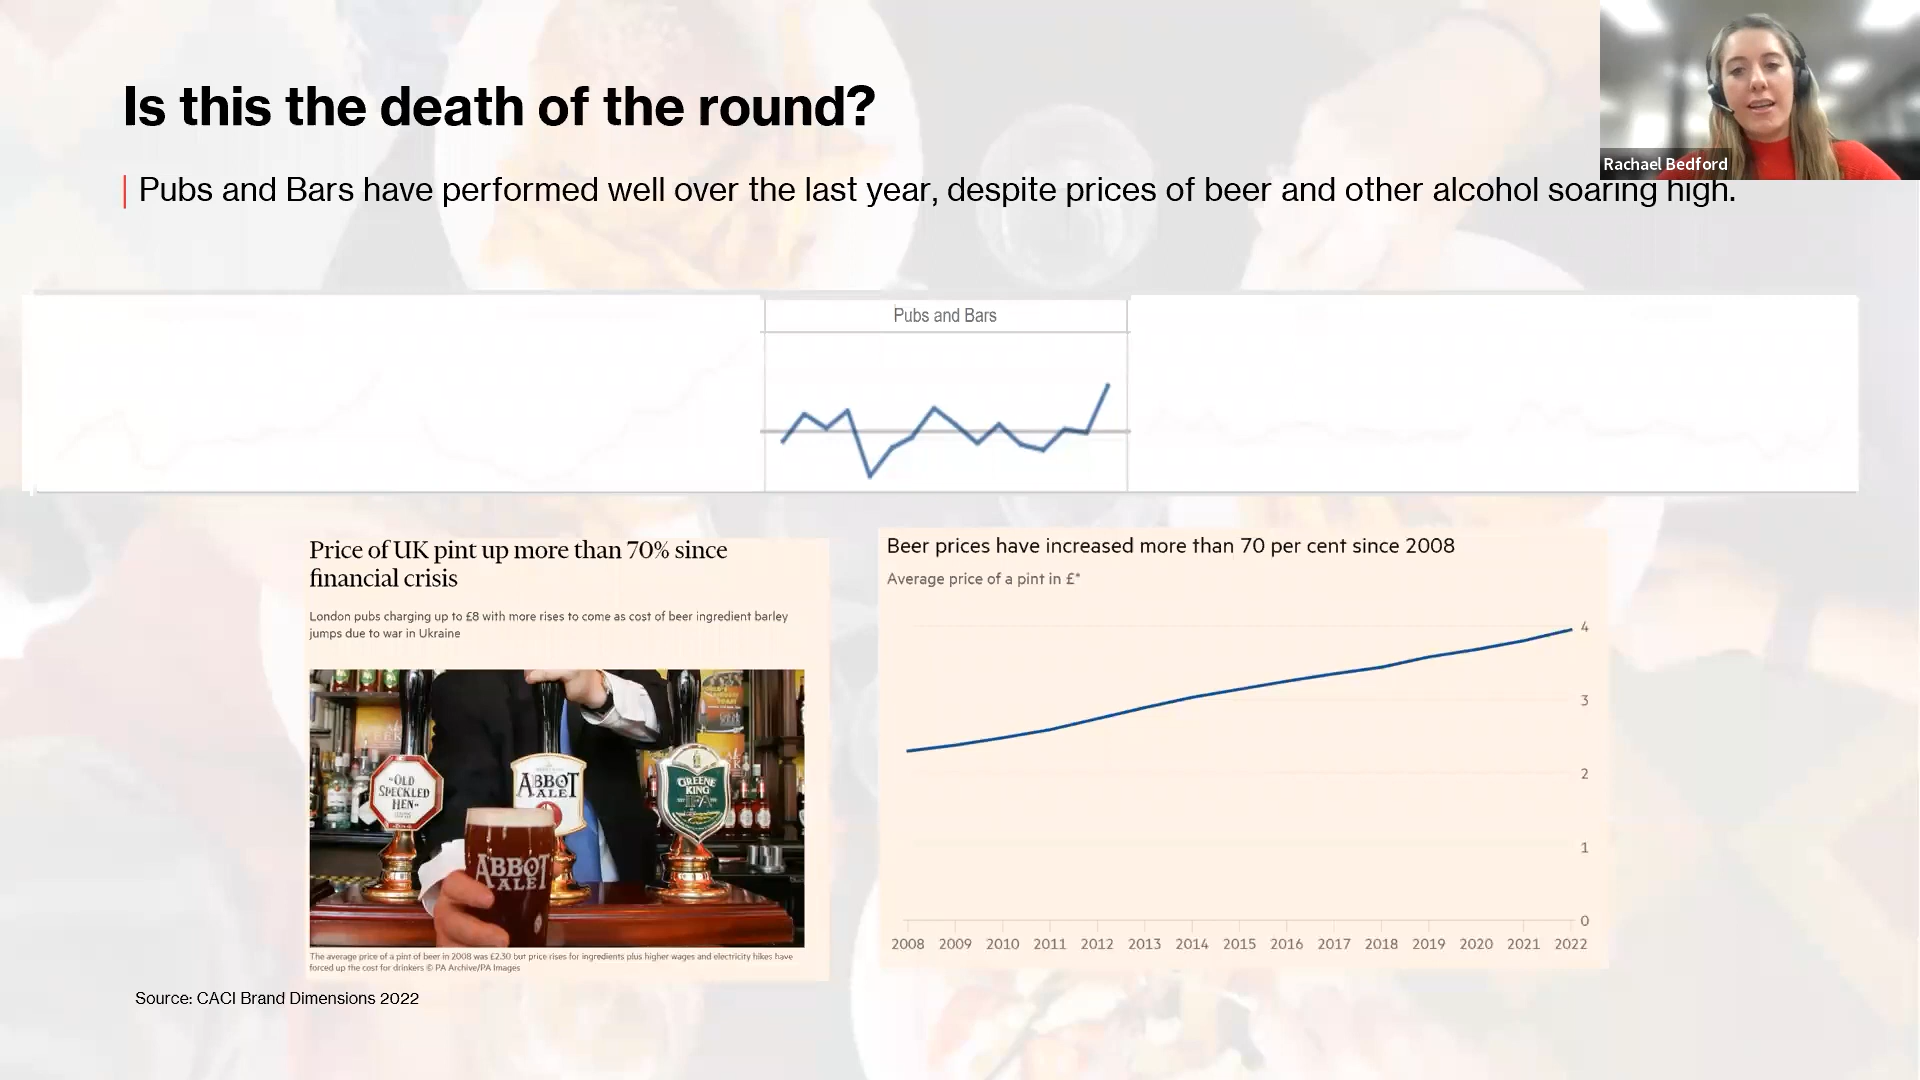 Is this the death of the round?
Rachael Bedford
Pubs and Bars have performed well over the last year, despite prices of beer and other alcohol soaring high.
Pubs and Bars
Price of UK pint up more than 70% since
financial crisis
London pubs charging up to £8 with more rises to come as cost of beer ingredient barley
jumps due to war in Ukraine
"OLD
SPECKLED
HEN"
ABBOT
ALE
GREENE
KING
IPA
ABBOT
ALE
The average price of a pint of beer in 2008 was £2.30 but price rises for ingredients plus higher wages and electricity hikes have
forced up the cost for drinkers © PA Archive/PA Images
Beer prices have increased more than 70 per cent since 2008
Average price of a pint in £*
4
3
2
1
0
2008 2009 2010 2011 2012 2013 2014 2015 2016 2017 2018 2019 2020 2021 2022
Source: CACI Brand Dimensions 2022